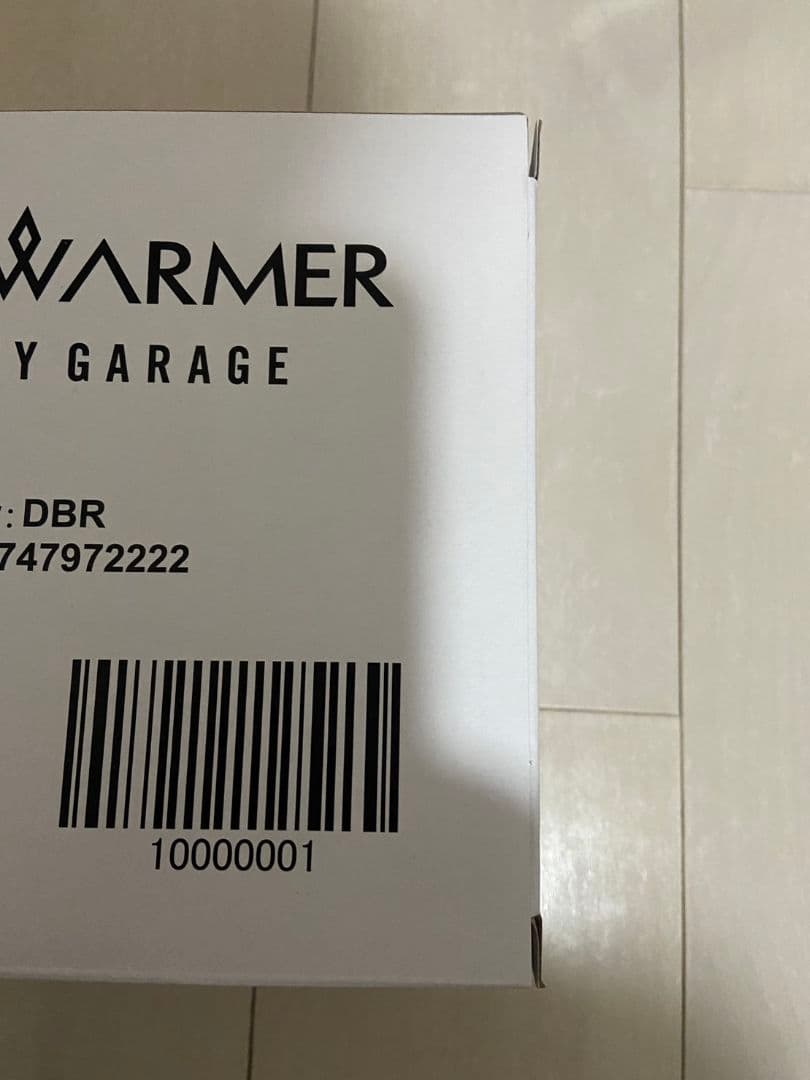 WARMER
Y GARAGE
: DBR
747972222
10000001